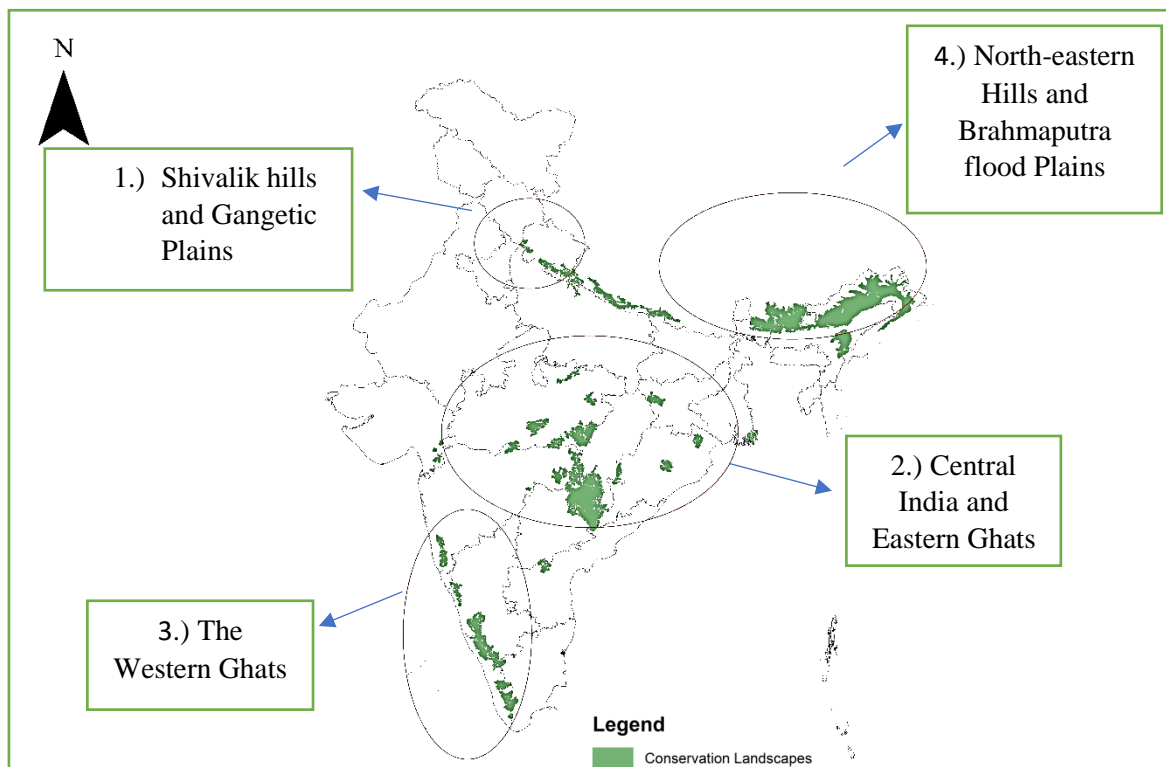 N
4.) North-eastern
Hills and
Brahmaputra
flood Plains
1.) Shivalik hills
and Gangetic
Plains
2.) Central
India and
Eastern Ghats
3.) The
Western Ghats
Legend
Conservation Landscapes